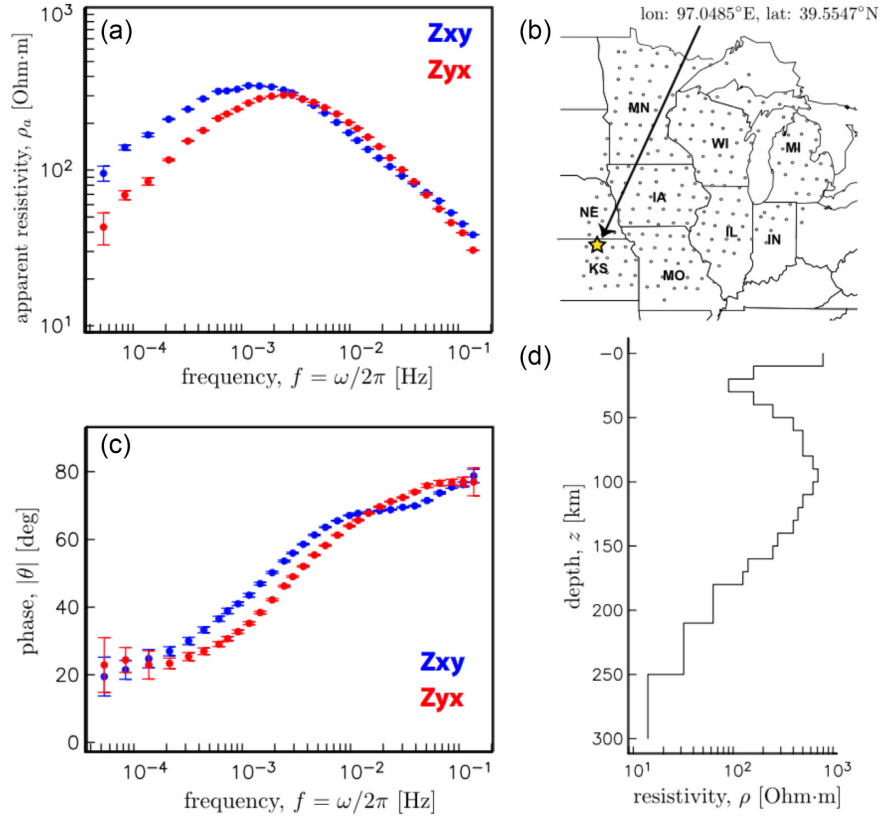 (a)
10³
10²
10¹
apparent resistivity, ρₐ [Ohm·m]
Zxy
Zyx
10⁻⁴
10⁻³
10⁻²
10⁻¹
frequency, f = ω/2π [Hz]
lon: 97.0485°E, lat: 39.5547°N
(b)
MN
WI
MI
IA
NE
IL
IN
KS
MO
(c)
80
60
40
20
0
phase, |θ| [deg]
Zxy
Zyx
10⁻⁴
10⁻³
10⁻²
10⁻¹
frequency, f = ω/2π [Hz]
(d)
−0
50
100
150
200
250
300
depth, z [km]
10¹
10²
10³
resistivity, ρ [Ohm·m]